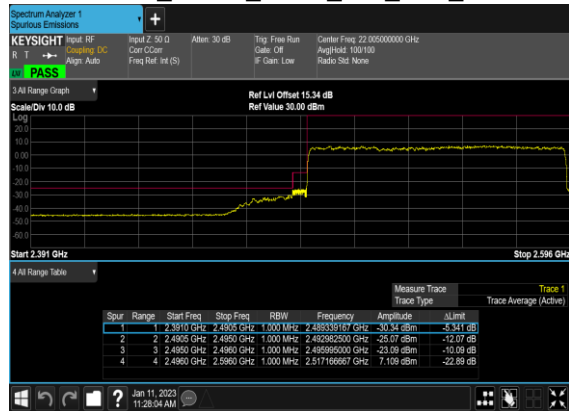 Spectrum Analyzer 1
Spurious Emissions
+
KEYSIGHT Input: RF Input Z: 50 Ω Atten: 30 dB Trig: Free Run Center Freq: 22.005000000 GHz
R T Coupling: DC Corr CCorr Gate: Off Avg|Hold: 100/100
Align: Auto Freq Ref: Int (S) IF Gain: Low Radio Std: None
PASS
3 All Range Graph
Ref Lvl Offset 15.34 dB
Scale/Div 10.0 dB Ref Value 30.00 dBm
Log
20.0
10.0
0.00
-10.0
-20.0
-30.0
-40.0
-50.0
-60.0
Start 2.391 GHz Stop 2.596 GHz
4 All Range Table
Measure Trace Trace 1
Trace Type Trace Average (Active)
Spur Range Start Freq Stop Freq RBW Frequency Amplitude ΔLimit
1 1 2.3910 GHz 2.4905 GHz 1.000 MHz 2.489339167 GHz -30.34 dBm -5.341 dB
2 2 2.4905 GHz 2.4950 GHz 1.000 MHz 2.492982500 GHz -25.07 dBm -12.07 dB
3 3 2.4950 GHz 2.4960 GHz 1.000 MHz 2.495995000 GHz -23.09 dBm -10.09 dB
4 4 2.4960 GHz 2.5960 GHz 1.000 MHz 2.517166667 GHz 7.109 dBm -22.89 dB
? Jan 11, 2023
11:28:04 AM